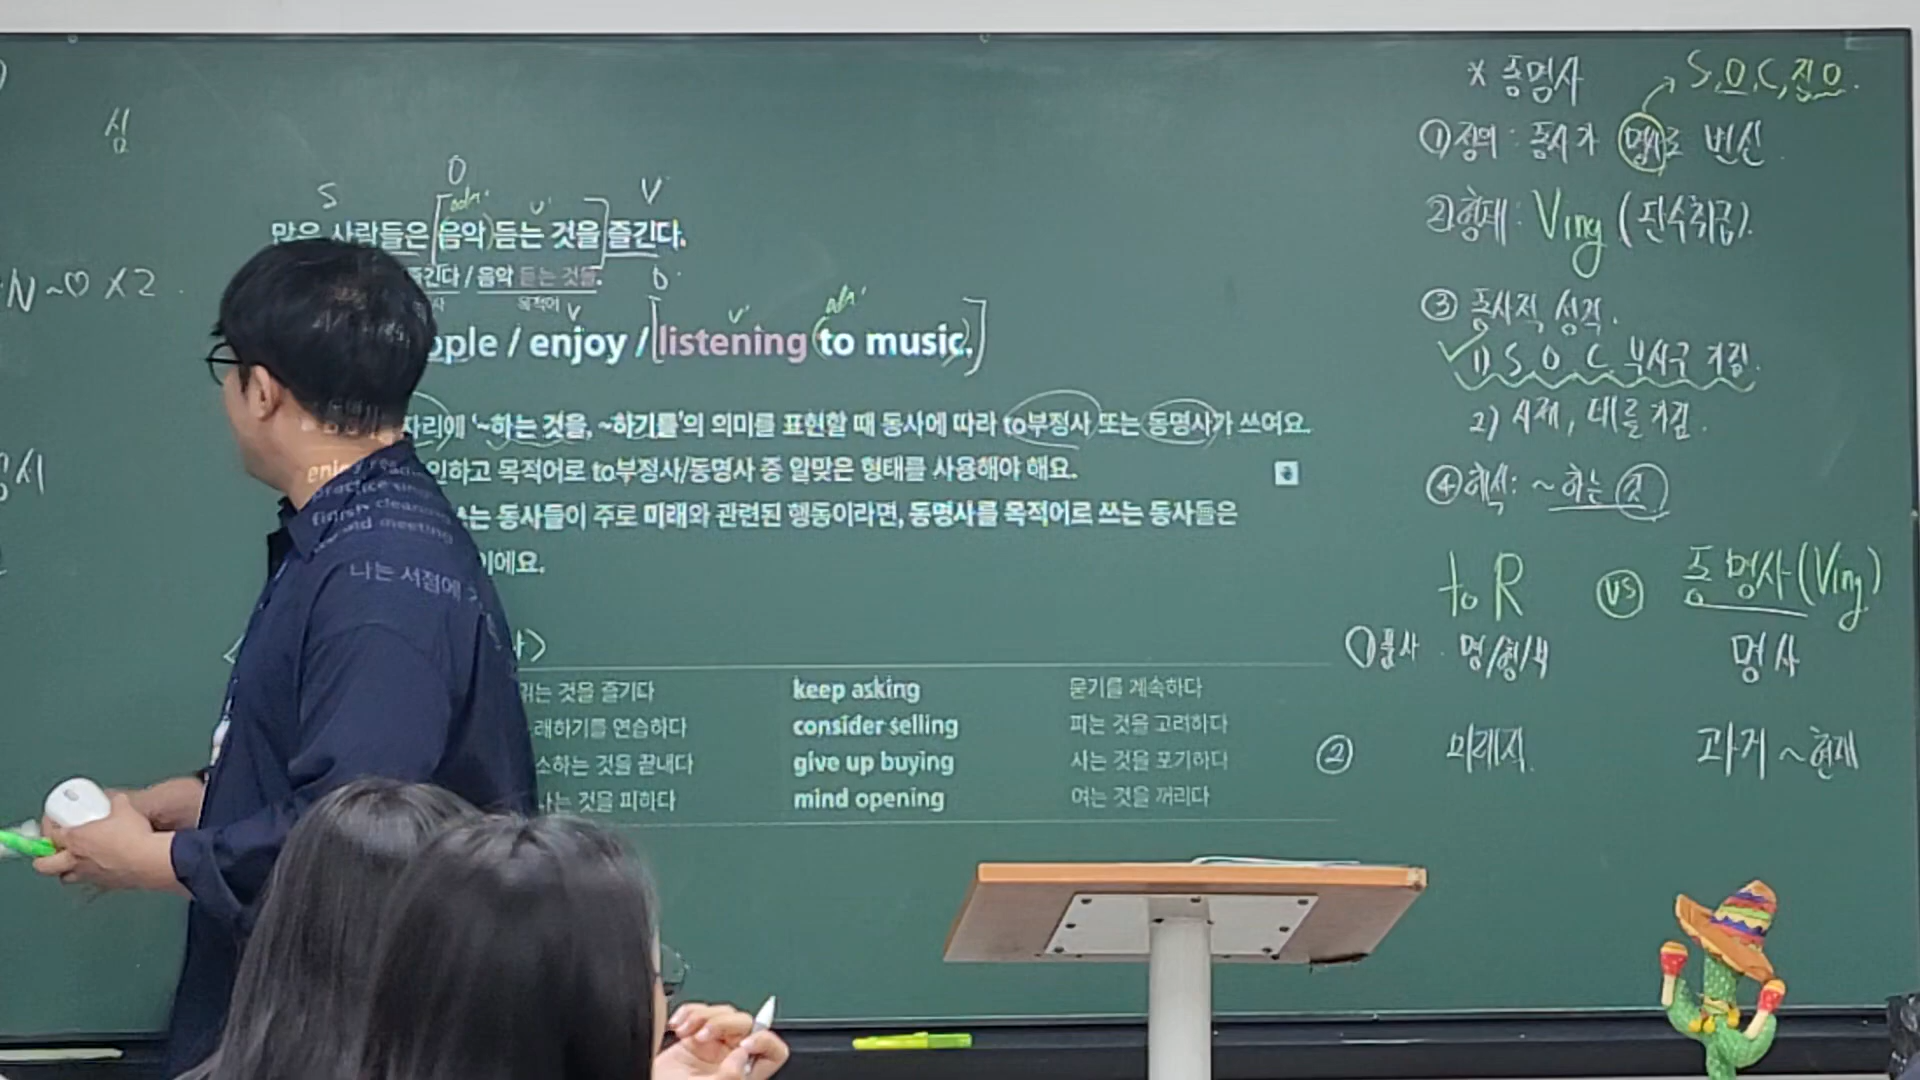 심
N ~ O X 2
S O V
adv. v'
많은 사람들은 [음악) 듣는 것을] 즐긴다.
즐긴다 / 음악 듣는 것을.
목적어
V O
v' adv'
ople / enjoy / [listening (to music.)]
자리에 '~하는 것을, ~하기를'의 의미를 표현할 때 동사에 따라 to부정사 또는 동명사가 쓰여요.
인하고 목적어로 to부정사/동명사 중 알맞은 형태를 사용해야 해요.
쓰는 동사들이 주로 미래와 관련된 행동이라면, 동명사를 목적어로 쓰는 동사들은
이에요.
나는 서점에
읽는 것을 즐기다 keep asking 묻기를 계속하다
래하기를 연습하다 consider selling 파는 것을 고려하다
소하는 것을 끝내다 give up buying 사는 것을 포기하다
나는 것을 피하다 mind opening 여는 것을 꺼리다
* 동명사 → S, O, C, 전O.
① 정의 : 동사가 명사로 변신.
② 형태 : Ving (단수취급).
③ 동사적 성격.
1) S, O, C, 부사구 가짐.
2) 시제, 태를 가짐.
④ 해석: ~하는 것
to R VS 동명사 (Ving)
① 품사 명/형/부 명사
② 미래적. 과거 ~ 현재